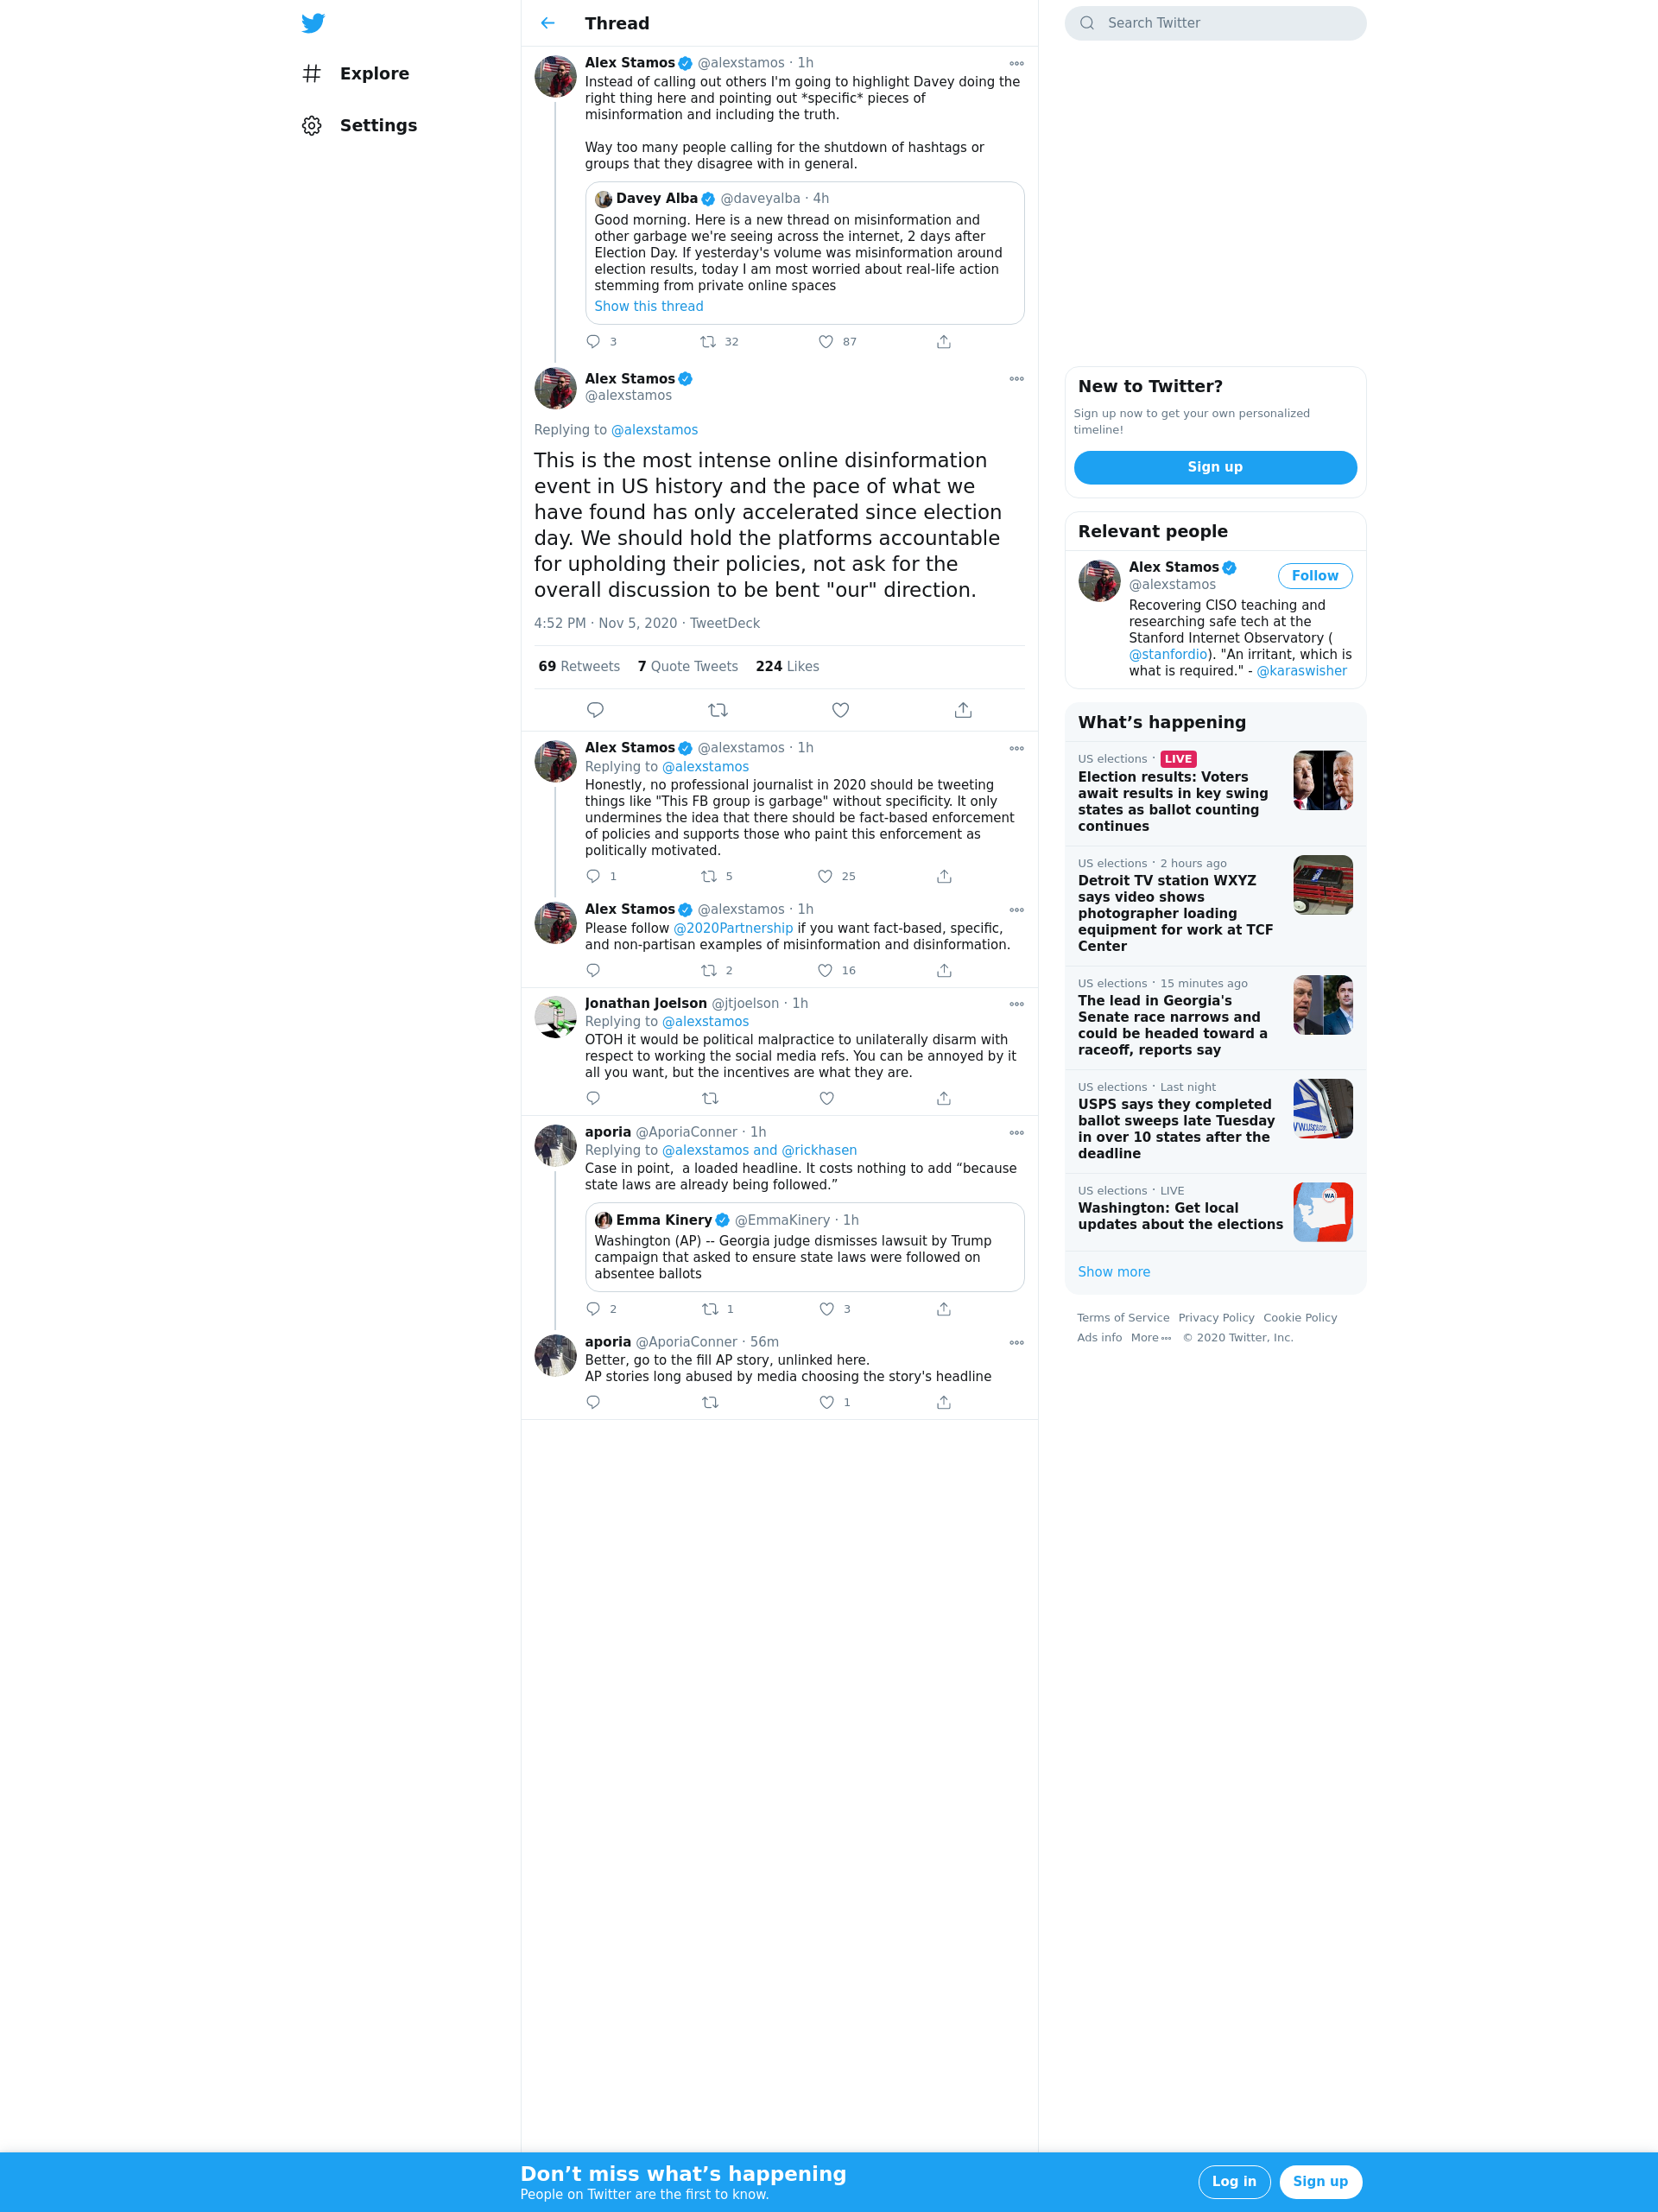 Explore
Settings
Thread
Alex Stamos @alexstamos · 1h
Instead of calling out others I'm going to highlight Davey doing the
right thing here and pointing out *specific* pieces of
misinformation and including the truth.
Way too many people calling for the shutdown of hashtags or
groups that they disagree with in general.
Davey Alba @daveyalba · 4h
Good morning. Here is a new thread on misinformation and
other garbage we're seeing across the internet, 2 days after
Election Day. If yesterday's volume was misinformation around
election results, today I am most worried about real-life action
stemming from private online spaces
Show this thread
3 32 87
Alex Stamos
@alexstamos
Replying to @alexstamos
This is the most intense online disinformation
event in US history and the pace of what we
have found has only accelerated since election
day. We should hold the platforms accountable
for upholding their policies, not ask for the
overall discussion to be bent "our" direction.
4:52 PM · Nov 5, 2020 · TweetDeck
69 Retweets 7 Quote Tweets 224 Likes
Alex Stamos @alexstamos · 1h
Replying to @alexstamos
Honestly, no professional journalist in 2020 should be tweeting
things like "This FB group is garbage" without specificity. It only
undermines the idea that there should be fact-based enforcement
of policies and supports those who paint this enforcement as
politically motivated.
1 5 25
Alex Stamos @alexstamos · 1h
Please follow @2020Partnership if you want fact-based, specific,
and non-partisan examples of misinformation and disinformation.
2 16
Jonathan Joelson @jtjoelson · 1h
Replying to @alexstamos
OTOH it would be political malpractice to unilaterally disarm with
respect to working the social media refs. You can be annoyed by it
all you want, but the incentives are what they are.
aporia @AporiaConner · 1h
Replying to @alexstamos and @rickhasen
Case in point,  a loaded headline. It costs nothing to add “because
state laws are already being followed.”
Emma Kinery @EmmaKinery · 1h
Washington (AP) -- Georgia judge dismisses lawsuit by Trump
campaign that asked to ensure state laws were followed on
absentee ballots
2 1 3
aporia @AporiaConner · 56m
Better, go to the fill AP story, unlinked here.
AP stories long abused by media choosing the story's headline
1
Search Twitter
New to Twitter?
Sign up now to get your own personalized
timeline!
Sign up
Relevant people
Alex Stamos
@alexstamos
Follow
Recovering CISO teaching and
researching safe tech at the
Stanford Internet Observatory (
@stanfordio). "An irritant, which is
what is required." - @karaswisher
What’s happening
US elections · LIVE
Election results: Voters
await results in key swing
states as ballot counting
continues
US elections · 2 hours ago
Detroit TV station WXYZ
says video shows
photographer loading
equipment for work at TCF
Center
US elections · 15 minutes ago
The lead in Georgia's
Senate race narrows and
could be headed toward a
raceoff, reports say
US elections · Last night
USPS says they completed
ballot sweeps late Tuesday
in over 10 states after the
deadline
US elections · LIVE
Washington: Get local
updates about the elections
WA
Show more
Terms of Service Privacy Policy Cookie Policy
Ads info More © 2020 Twitter, Inc.
Don’t miss what’s happening
People on Twitter are the first to know.
Log in
Sign up